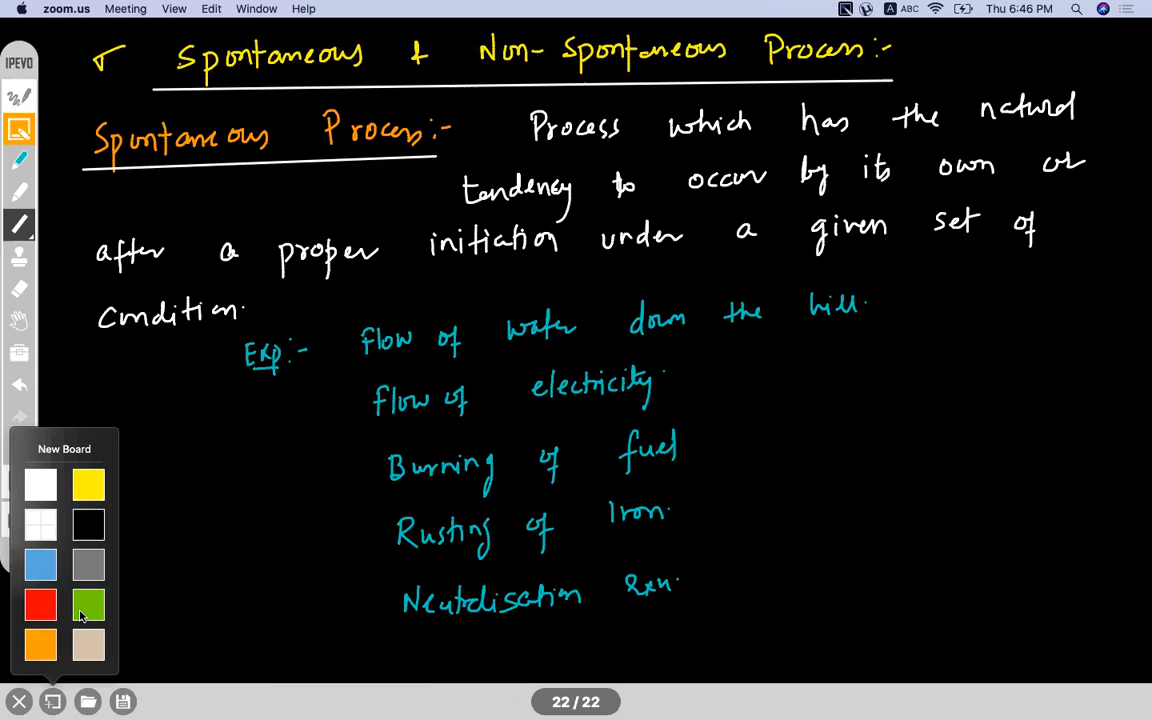 zoom.us Meeting View Edit Window Help ABC Thu 6:46 PM
IPEVO
Spontaneous & Non-Spontaneous Process:-
Spontaneous Process:- Process which has the natural
tendency to occur by its own or
after a proper initiation under a given set of
condition.
Exp:- Flow of water down the hill.
Flow of electricity.
Burning of fuel
Rusting of Iron.
Neutralisation rxn.
New Board
22 / 22